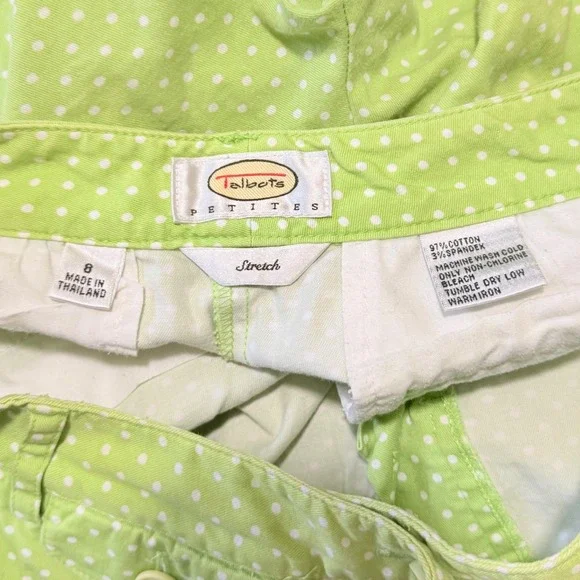 Talbots
PETITES
8
MADE IN
THAILAND
Stretch
97% COTTON
3% SPANDEX
MACHINE WASH COLD
ONLY NON-CHLORINE
BLEACH
TUMBLE DRY LOW
WARM IRON